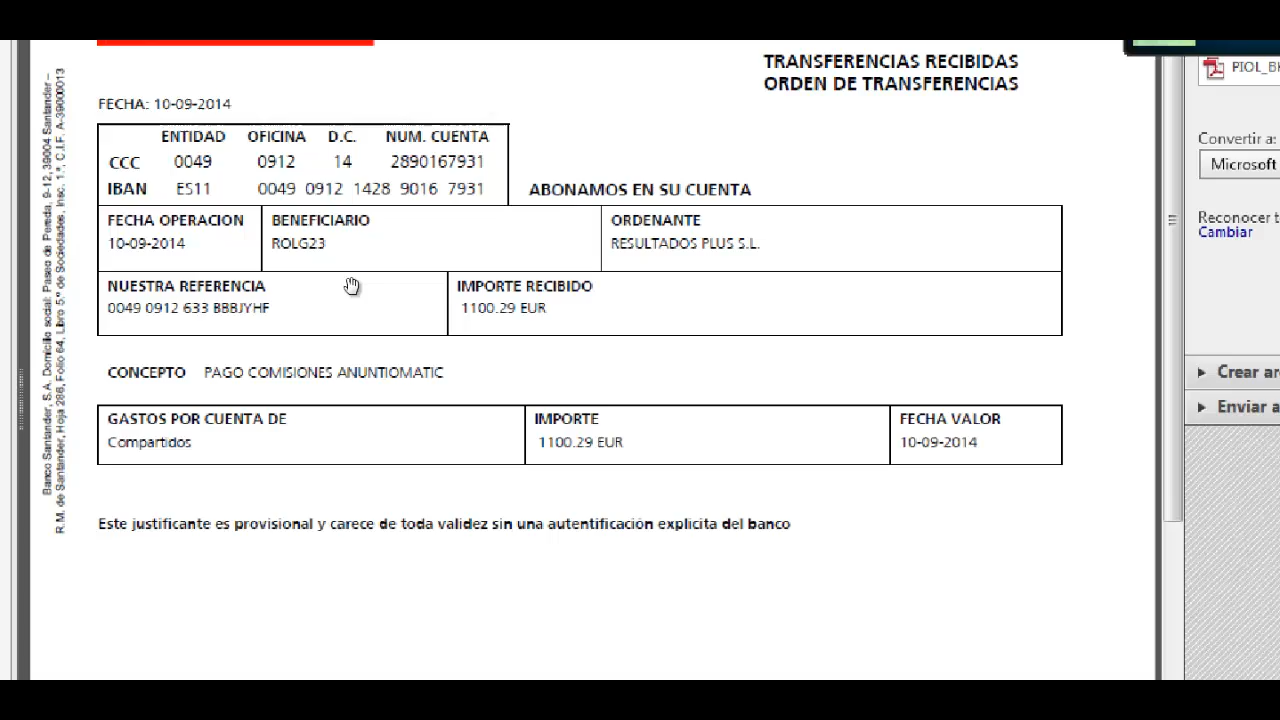 TRANSFERENCIAS RECIBIDAS
ORDEN DE TRANSFERENCIAS
FECHA: 10-09-2014
ENTIDAD OFICINA D.C. NUM. CUENTA
CCC 0049 0912 14 2890167931
IBAN ES11 0049 0912 1428 9016 7931
ABONAMOS EN SU CUENTA
FECHA OPERACION BENEFICIARIO ORDENANTE
10-09-2014 ROLG23 RESULTADOS PLUS S.L.
NUESTRA REFERENCIA IMPORTE RECIBIDO
0049 0912 633 BBBJYHF 1100.29 EUR
CONCEPTO PAGO COMISIONES ANUNTIOMATIC
GASTOS POR CUENTA DE IMPORTE FECHA VALOR
Compartidos 1100.29 EUR 10-09-2014
Este justificante es provisional y carece de toda validez sin una autentificación explicita del banco
Banco Santander, S.A. Domicilio social: Paseo de Pereda, 9-12, 39004 Santander –
R.M. de Santander, Hoja 286, Folio 64, Libro 5.º de Sociedades, Insc. 1.ª, C.I.F. A-39000013
PIOL_B
Convertir a:
Microsoft
Reconocer t
Cambiar
Crear ar
Enviar a